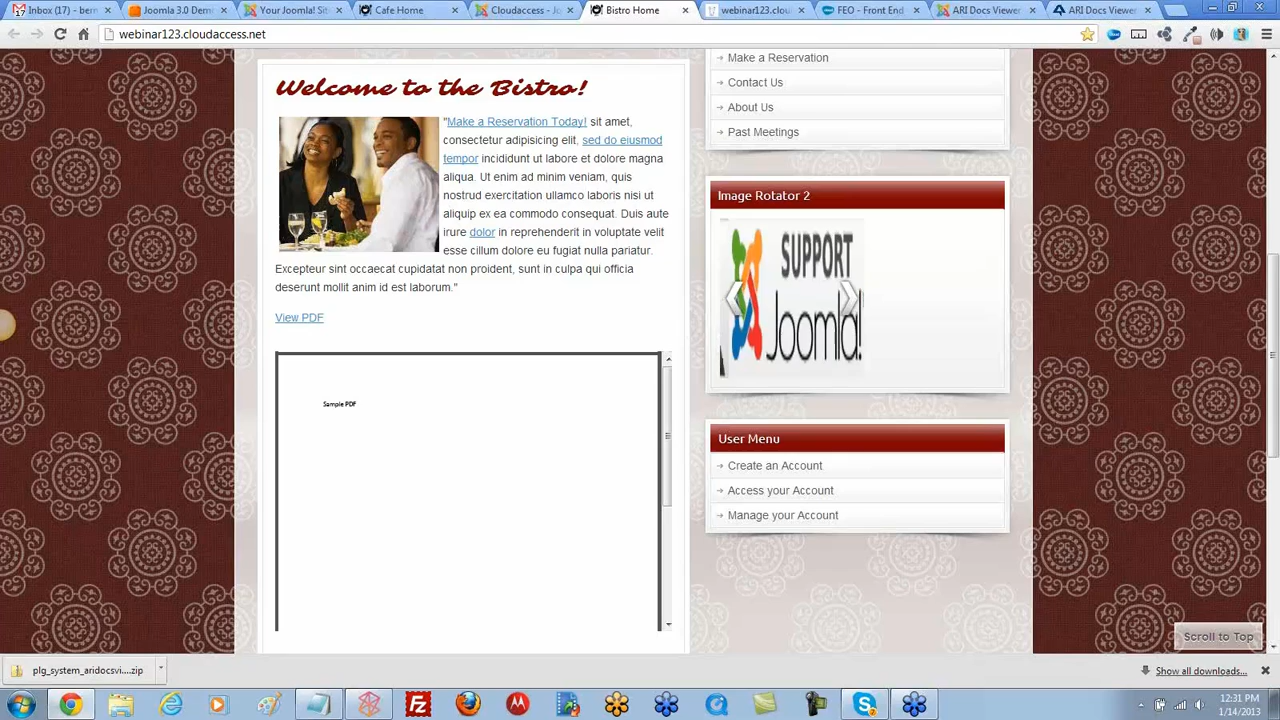 Inbox (17) - bern
Joomla 3.0 Dem
Your Joomla! Sit
Cafe Home
Cloudaccess - Jo
Bistro Home
webinar123.clou
FEO - Front End
ARI Docs Viewer
ARI Docs Viewer
webinar123.cloudaccess.net
Welcome to the Bistro!
"Make a Reservation Today! sit amet,
consectetur adipisicing elit, sed do eiusmod
tempor incididunt ut labore et dolore magna
aliqua. Ut enim ad minim veniam, quis
nostrud exercitation ullamco laboris nisi ut
aliquip ex ea commodo consequat. Duis aute
irure dolor in reprehenderit in voluptate velit
esse cillum dolore eu fugiat nulla pariatur.
Excepteur sint occaecat cupidatat non proident, sunt in culpa qui officia
deserunt mollit anim id est laborum."
View PDF
Sample PDF
Make a Reservation
Contact Us
About Us
Past Meetings
Image Rotator 2
SUPPORT
Joomla!
User Menu
Create an Account
Access your Account
Manage your Account
Scroll to Top
plg_system_aridocsvi....zip
Show all downloads...
12:31 PM
1/14/2013